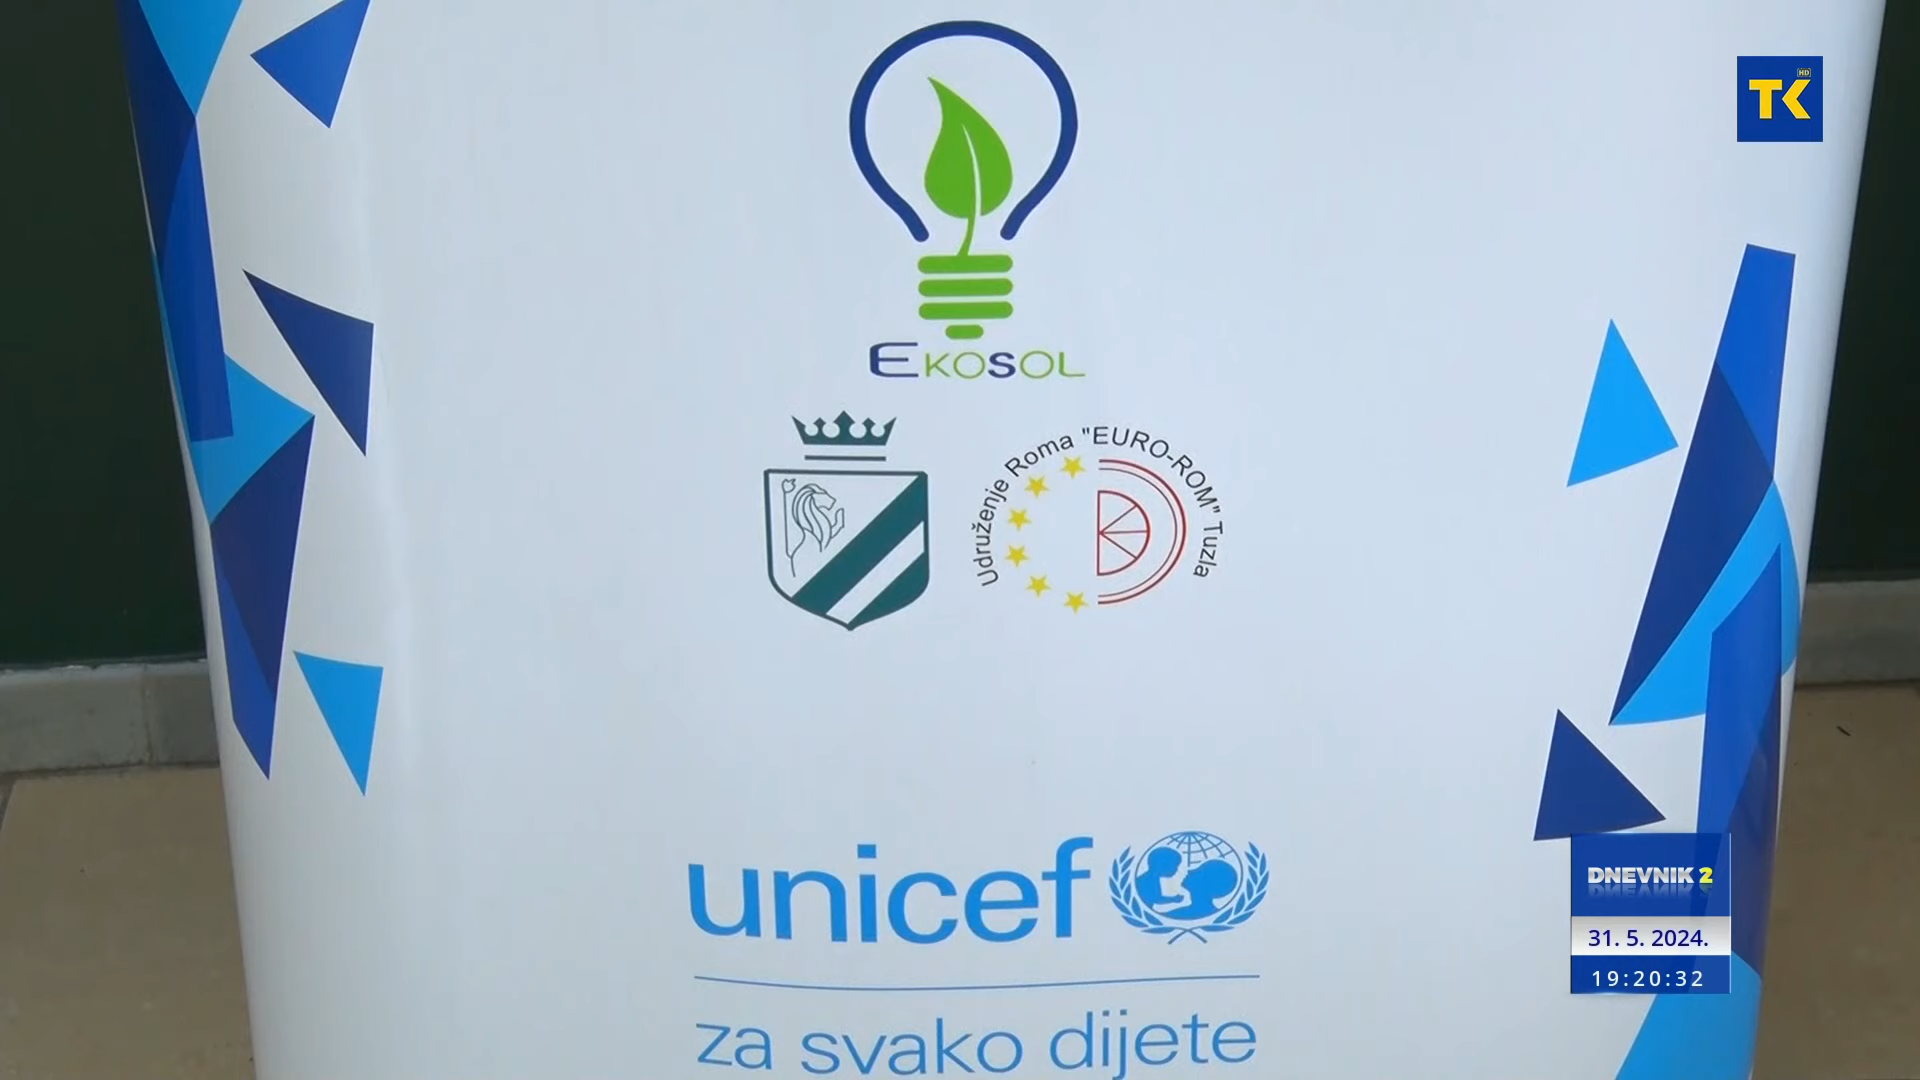 HD
TK
EKOSOL
Udruženje Roma "EURO-ROM" Tuzla
unicef
za svako dijete
DNEVNIK 2
31. 5. 2024.
19:20:32